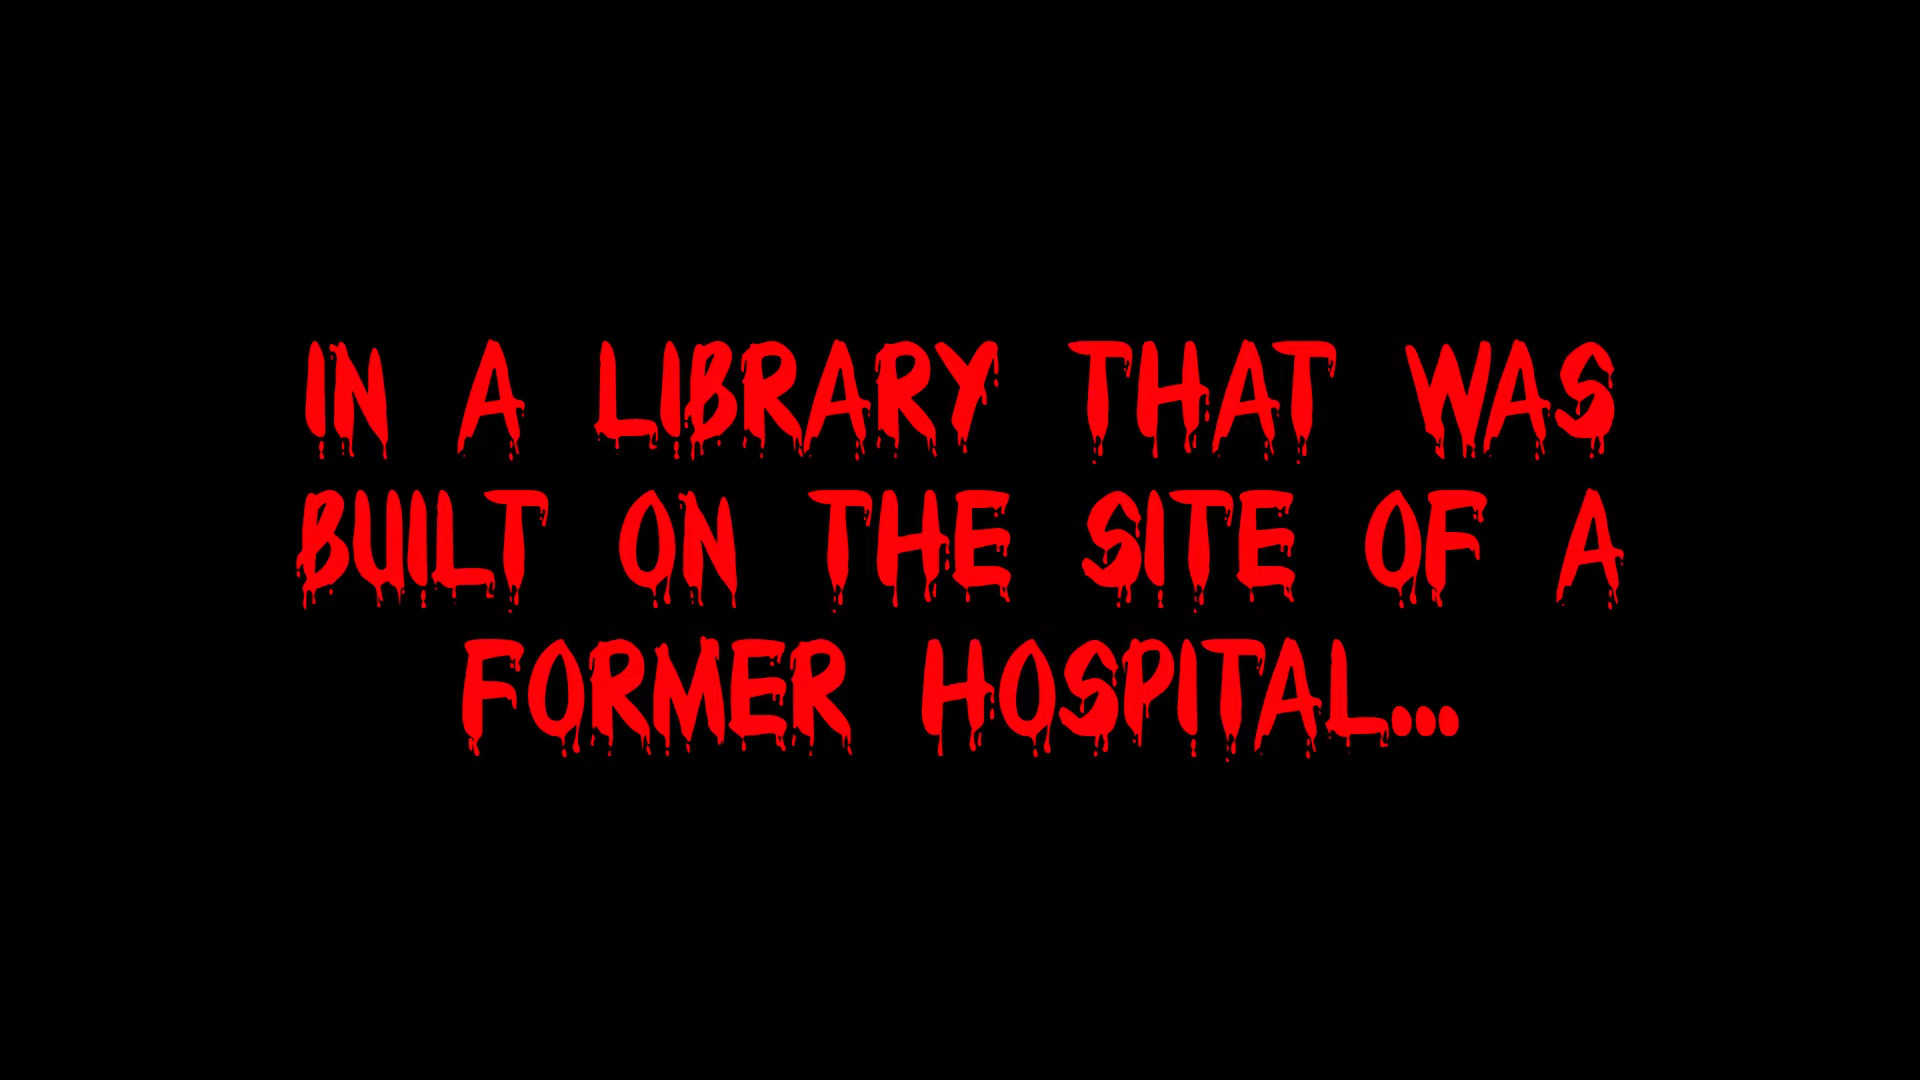 IN A LIBRARY THAT WAS
BUILT ON THE SITE OF A
FORMER HOSPITAL...